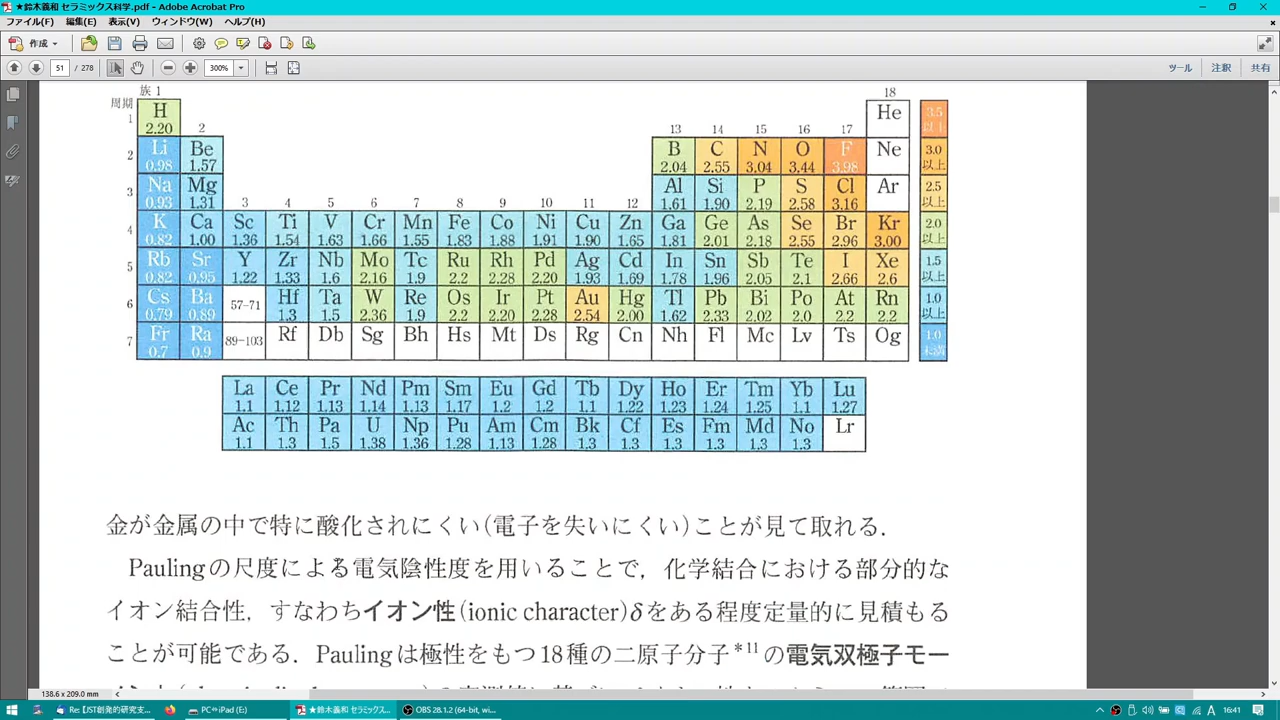 ★鈴木義和 セラミックス科学.pdf - Adobe Acrobat Pro
ファイル(F) 編集(E) 表示(V) ウィンドウ(W) ヘルプ(H)
作成
51 / 278 300% ツール 注釈 共有
族 1 18
周期
1 H He 3.5
2.20 2 13 14 15 16 17 以上
2 Li Be B C N O F Ne 3.0
0.98 1.57 2.04 2.55 3.04 3.44 3.98 以上
3 Na Mg Al Si P S Cl Ar 2.5
0.93 1.31 3 4 5 6 7 8 9 10 11 12 1.61 1.90 2.19 2.58 3.16 以上
4 K Ca Sc Ti V Cr Mn Fe Co Ni Cu Zn Ga Ge As Se Br Kr 2.0
0.82 1.00 1.36 1.54 1.63 1.66 1.55 1.83 1.88 1.91 1.90 1.65 1.81 2.01 2.18 2.55 2.96 3.00 以上
5 Rb Sr Y Zr Nb Mo Tc Ru Rh Pd Ag Cd In Sn Sb Te I Xe 1.5
0.82 0.95 1.22 1.33 1.6 2.16 1.9 2.2 2.28 2.20 1.93 1.69 1.78 1.96 2.05 2.1 2.66 2.6 以上
6 Cs Ba 57-71 Hf Ta W Re Os Ir Pt Au Hg Tl Pb Bi Po At Rn 1.0
0.79 0.89 1.3 1.5 2.36 1.9 2.2 2.20 2.28 2.54 2.00 1.62 2.33 2.02 2.0 2.2 2.2 以上
7 Fr Ra 89-103 Rf Db Sg Bh Hs Mt Ds Rg Cn Nh Fl Mc Lv Ts Og 1.0
0.7 0.9 未満
La Ce Pr Nd Pm Sm Eu Gd Tb Dy Ho Er Tm Yb Lu
1.1 1.12 1.13 1.14 1.13 1.17 1.2 1.2 1.1 1.22 1.23 1.24 1.25 1.1 1.27
Ac Th Pa U Np Pu Am Cm Bk Cf Es Fm Md No Lr
1.1 1.3 1.5 1.38 1.36 1.28 1.13 1.28 1.3 1.3 1.3 1.3 1.3 1.3
金が金属の中で特に酸化されにくい(電子を失いにくい)ことが見て取れる.
Paulingの尺度による電気陰性度を用いることで，化学結合における部分的な
イオン結合性，すなわちイオン性(ionic character)δをある程度定量的に見積もる
ことが可能である．Paulingは極性をもつ18種の二原子分子*11の電気双極子モー
138.6 x 209.0 mm
Re:【JST創発的研究支... PC⇔iPad (E:) ★鈴木義和 セラミックス... OBS 28.1.2 (64-bit, wi... A 16:41